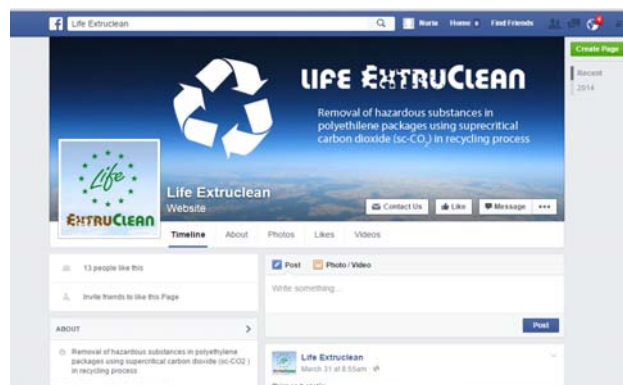 Life Extruclean
Nuria Home Find Friends
Create Page
Recent
2014
LIFE EXTRUCLEAN
Removal of hazardous substances in
polyethilene packages using suprecritical
carbon dioxide (sc-CO2) in recycling process
Life
EXTRUCLEAN
Life Extruclean
Website
Contact Us Like Message
Timeline About Photos Likes Videos
13 people like this
Invite friends to like this Page
ABOUT
Removal of hazardous substances in polyethylene
packages using supercritical carbon dioxide (sc-CO2 )
in recycling process
Post Photo / Video
Write something...
Post
Life Extruclean
March 31 at 8:55am